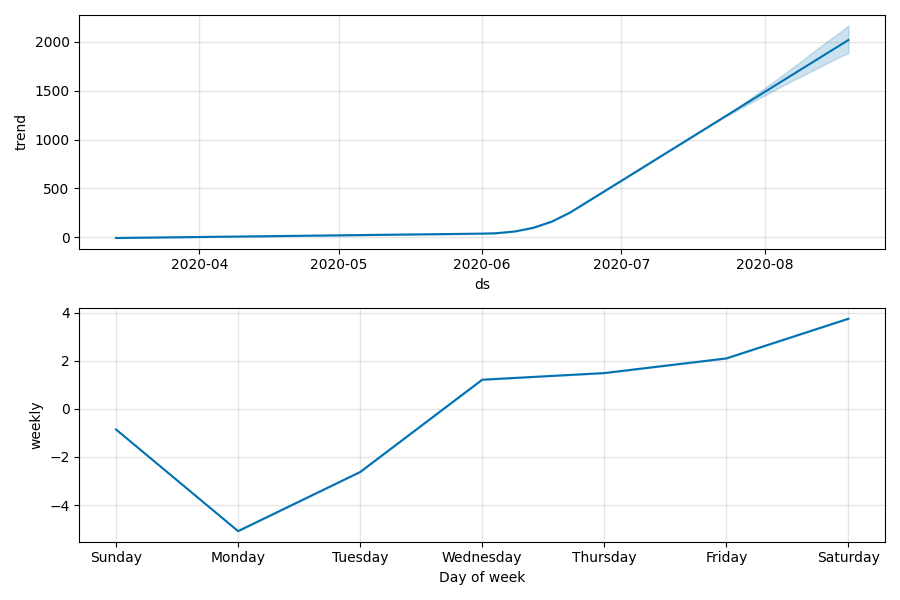 2000
1500
1000
500
0
trend
2020-04 2020-05 2020-06 2020-07 2020-08
ds
4
2
0
−2
−4
weekly
Sunday Monday Tuesday Wednesday Thursday Friday Saturday
Day of week